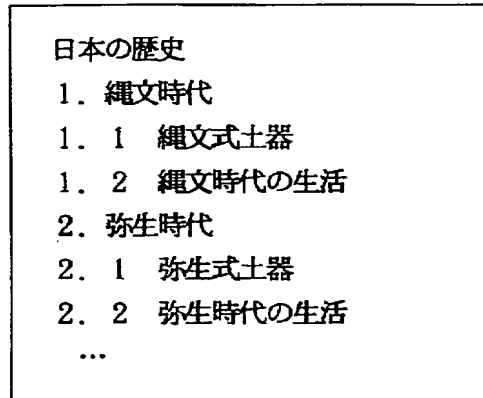 日本の歴史
1．縄文時代
1．1　縄文式土器
1．2　縄文時代の生活
2．弥生時代
2．1　弥生式土器
2．2　弥生時代の生活
…